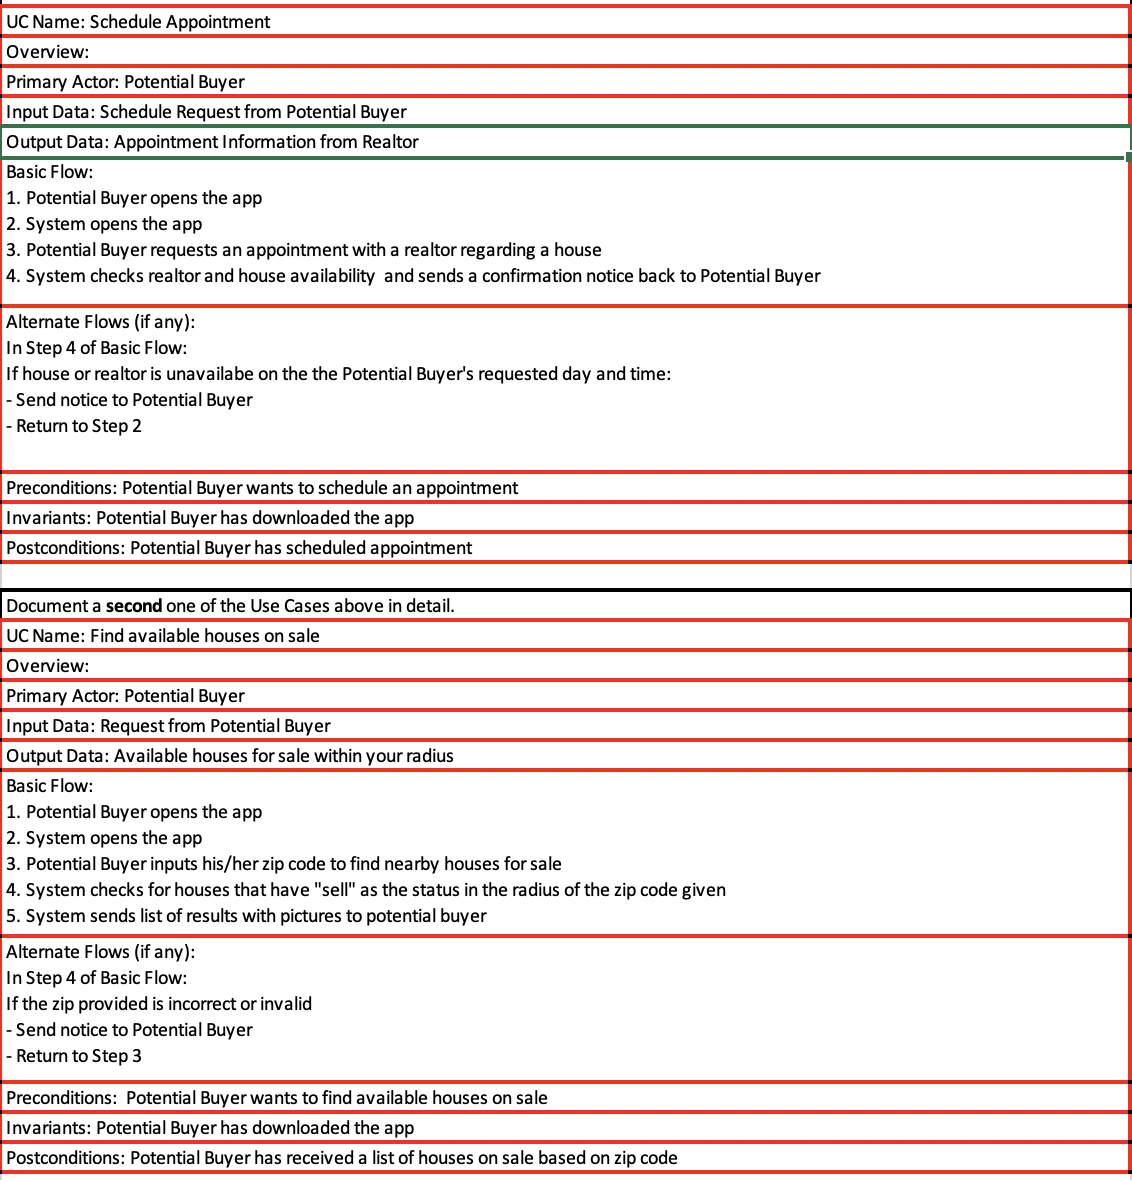 UC Name: Schedule Appointment
Overview:
Primary Actor: Potential Buyer
Input Data: Schedule Request from Potential Buyer
Output Data: Appointment Information from Realtor
Basic Flow:
1. Potential Buyer opens the app
2. System opens the app
3. Potential Buyer requests an appointment with a realtor regarding a house
4. System checks realtor and house availability  and sends a confirmation notice back to Potential Buyer
Alternate Flows (if any):
In Step 4 of Basic Flow:
If house or realtor is unavailabe on the the Potential Buyer's requested day and time:
- Send notice to Potential Buyer
- Return to Step 2
Preconditions: Potential Buyer wants to schedule an appointment
Invariants: Potential Buyer has downloaded the app
Postconditions: Potential Buyer has scheduled appointment
Document a second one of the Use Cases above in detail.
UC Name: Find available houses on sale
Overview:
Primary Actor: Potential Buyer
Input Data: Request from Potential Buyer
Output Data: Available houses for sale within your radius
Basic Flow:
1. Potential Buyer opens the app
2. System opens the app
3. Potential Buyer inputs his/her zip code to find nearby houses for sale
4. System checks for houses that have "sell" as the status in the radius of the zip code given
5. System sends list of results with pictures to potential buyer
Alternate Flows (if any):
In Step 4 of Basic Flow:
If the zip provided is incorrect or invalid
- Send notice to Potential Buyer
- Return to Step 3
Preconditions:  Potential Buyer wants to find available houses on sale
Invariants: Potential Buyer has downloaded the app
Postconditions: Potential Buyer has received a list of houses on sale based on zip code